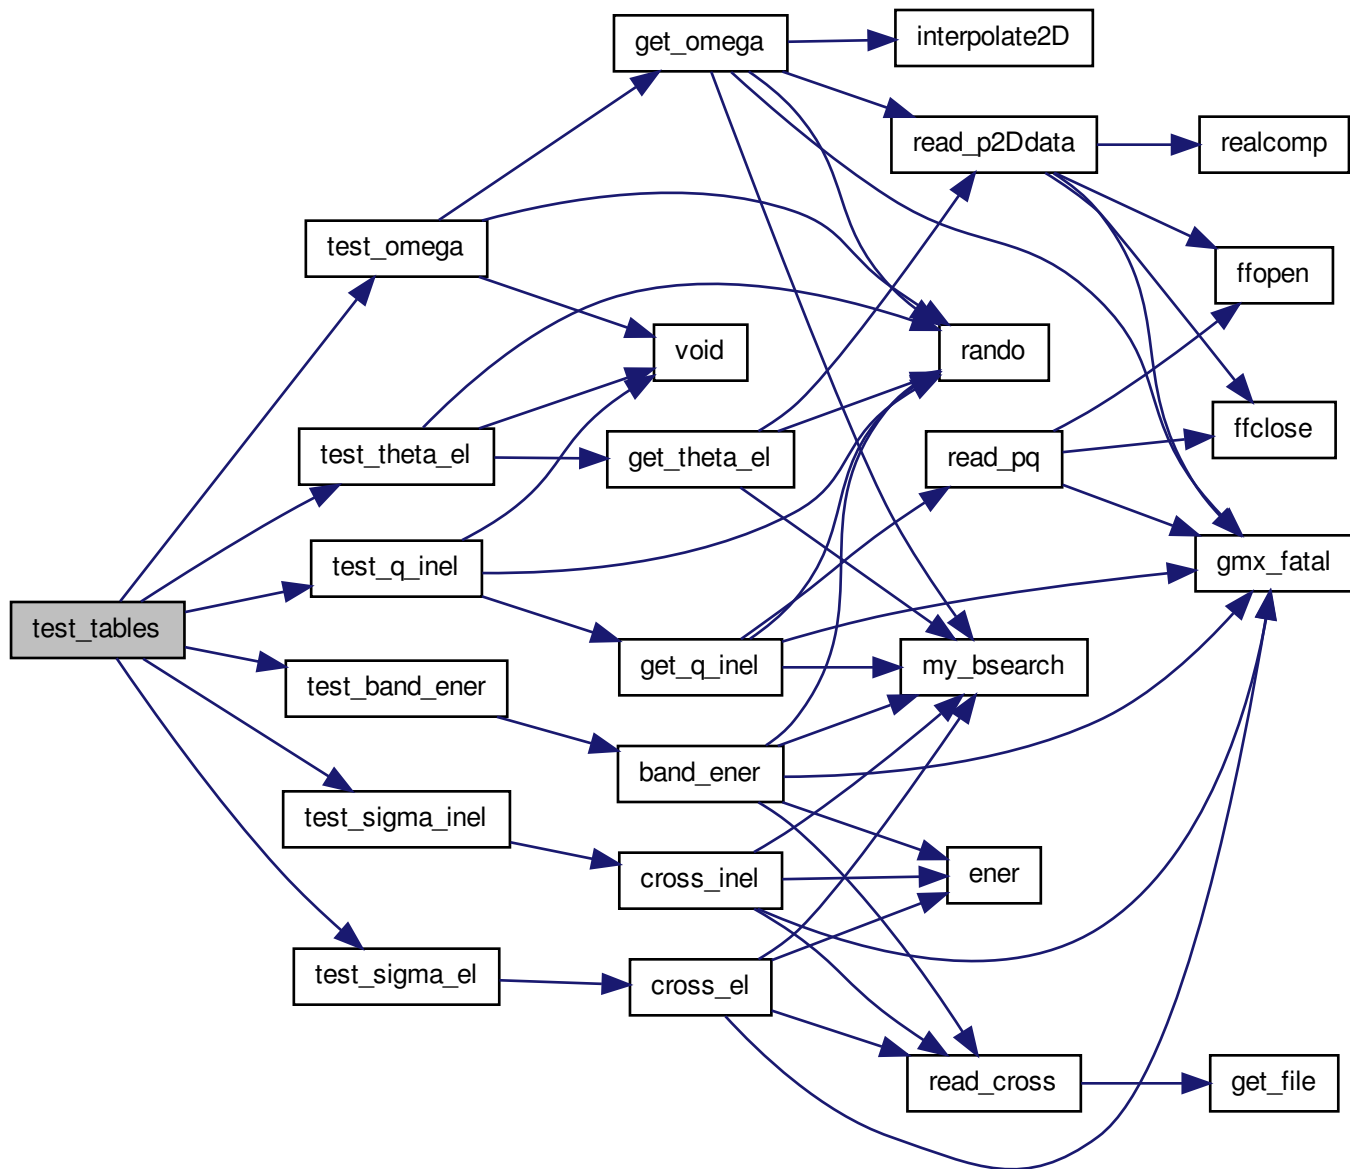 get_omega
interpolate2D
read_p2Ddata
realcomp
test_omega
ffopen
void
rando
ffclose
test_theta_el
get_theta_el
read_pq
gmx_fatal
test_q_inel
test_tables
get_q_inel
my_bsearch
test_band_ener
band_ener
test_sigma_inel
cross_inel
ener
test_sigma_el
cross_el
read_cross
get_file